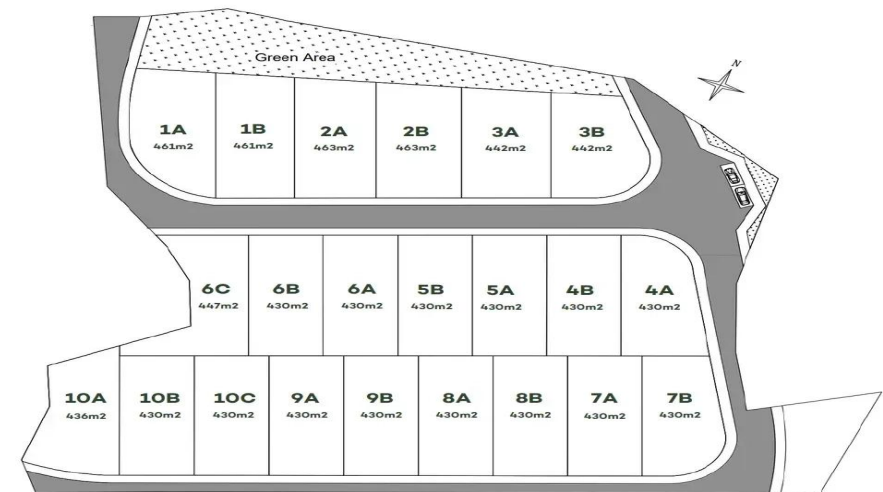 Green Area
N
1A
461m2
1B
461m2
2A
463m2
2B
463m2
3A
442m2
3B
442m2
6C
447m2
6B
430m2
6A
430m2
5B
430m2
5A
430m2
4B
430m2
4A
430m2
10A
436m2
10B
430m2
10C
430m2
9A
430m2
9B
430m2
8A
430m2
8B
430m2
7A
430m2
7B
430m2